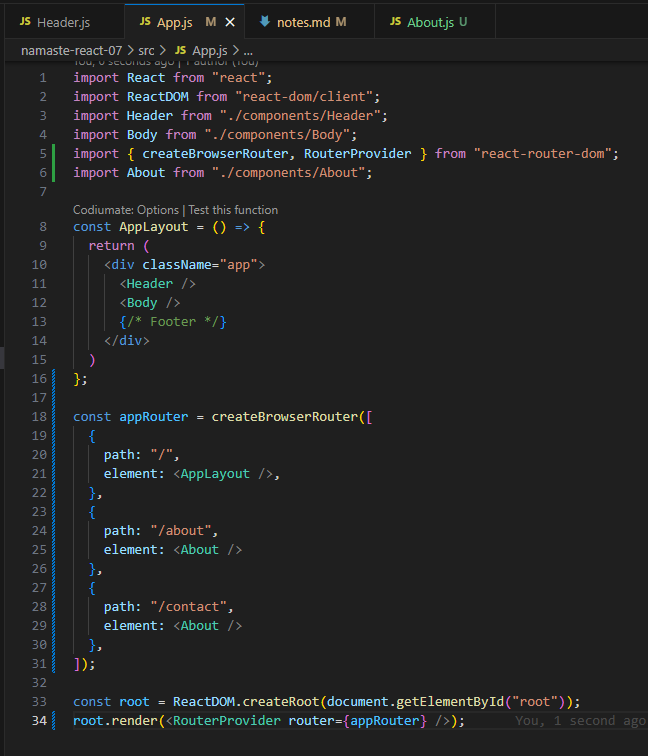 JS Header.js
JS App.js M ×
notes.md M
JS About.js U
namaste-react-07 > src > JS App.js > ...
You, 6 seconds ago | 1 author (You)
1 import React from "react";
2 import ReactDOM from "react-dom/client";
3 import Header from "./components/Header";
4 import Body from "./components/Body";
5 import { createBrowserRouter, RouterProvider } from "react-router-dom";
6 import About from "./components/About";
7
Codiumate: Options | Test this function
8 const AppLayout = () => {
9   return (
10     <div className="app">
11       <Header />
12       <Body />
13       {/* Footer */}
14     </div>
15   )
16 };
17
18 const appRouter = createBrowserRouter([
19   {
20     path: "/",
21     element: <AppLayout />,
22   },
23   {
24     path: "/about",
25     element: <About />
26   },
27   {
28     path: "/contact",
29     element: <About />
30   },
31 ]);
32
33 const root = ReactDOM.createRoot(document.getElementById("root"));
34 root.render(<RouterProvider router={appRouter} />); You, 1 second ago